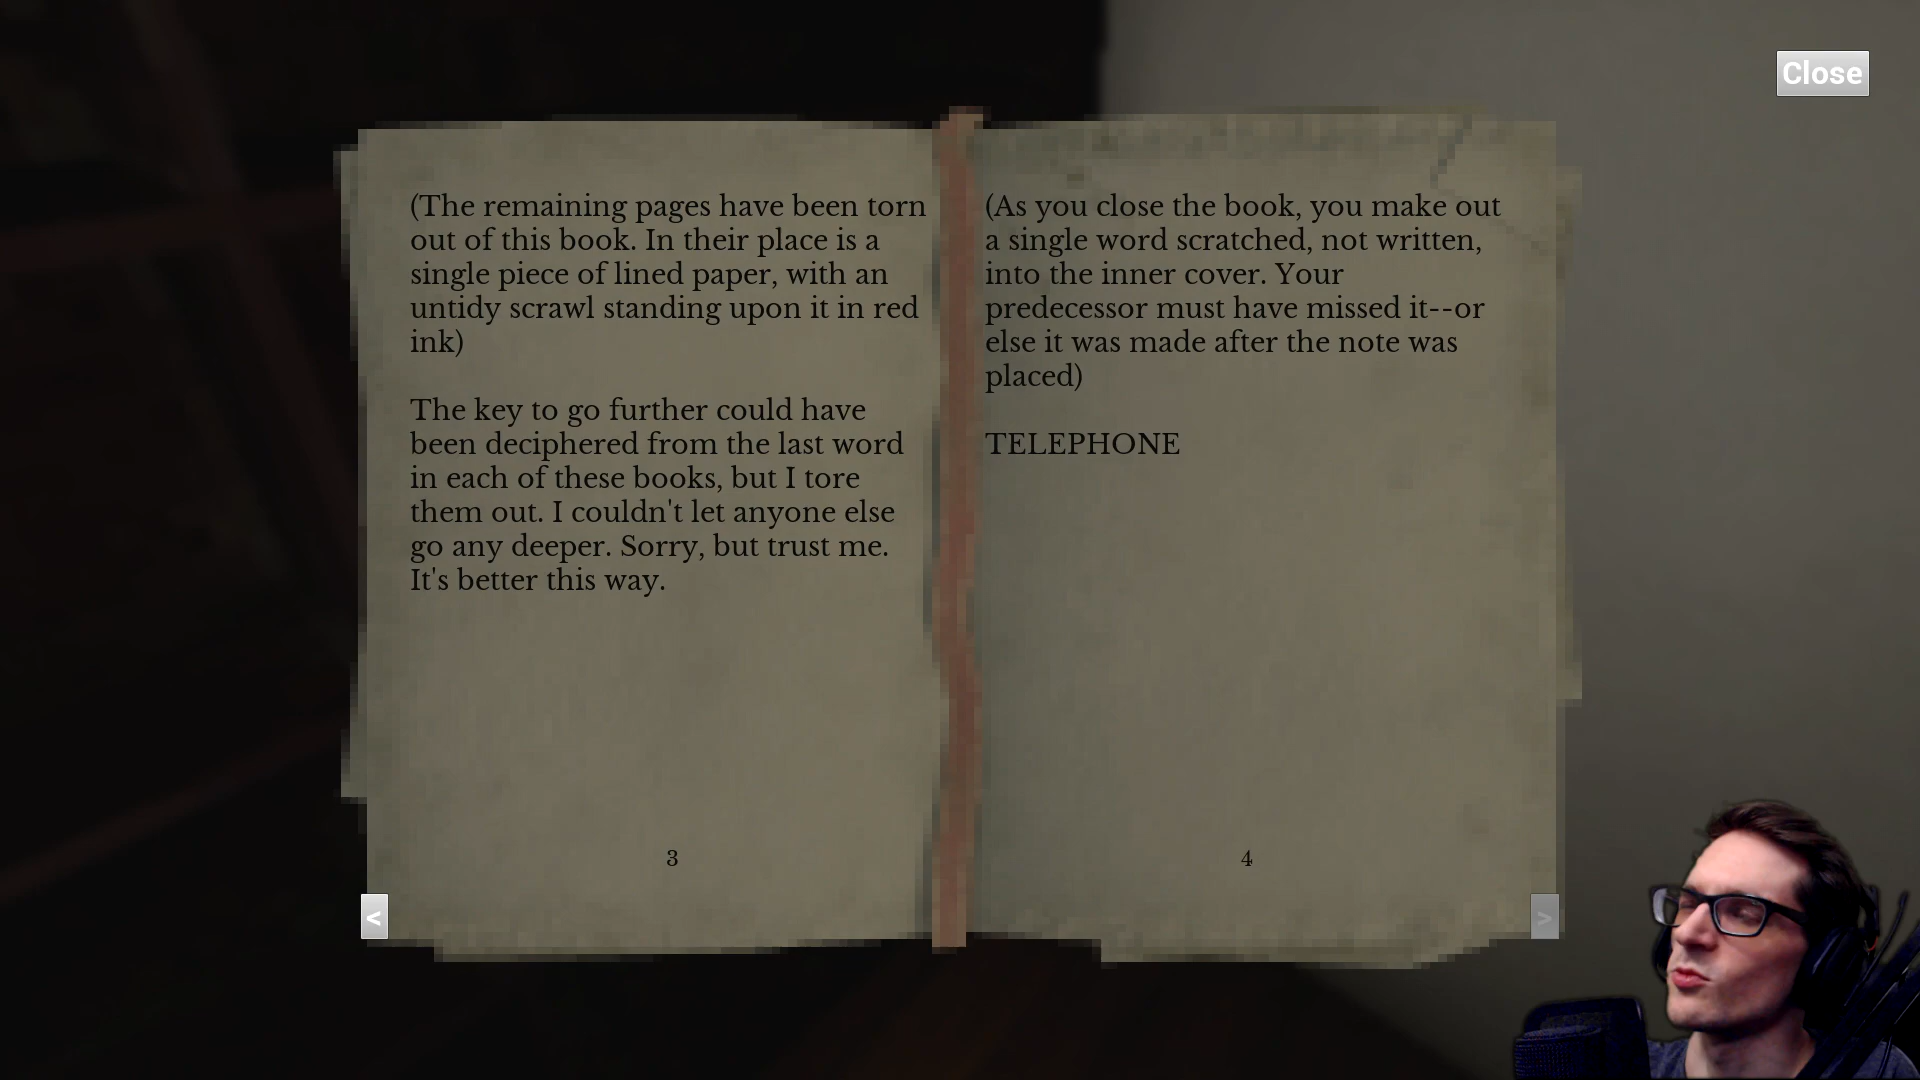 Close
(The remaining pages have been torn
out of this book. In their place is a
single piece of lined paper, with an
untidy scrawl standing upon it in red
ink)
The key to go further could have
been deciphered from the last word
in each of these books, but I tore
them out. I couldn't let anyone else
go any deeper. Sorry, but trust me.
It's better this way.
3
(As you close the book, you make out
a single word scratched, not written,
into the inner cover. Your
predecessor must have missed it--or
else it was made after the note was
placed)
TELEPHONE
4
<
>